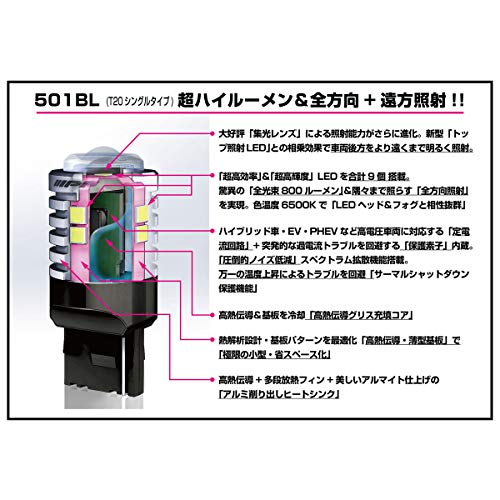 501BL (T20シングルタイプ) 超ハイルーメン&全方向+遠方照射!!
大好評「集光レンズ」による照射能力がさらに進化。新型「トッ
プ照射LED」との相乗効果で車両後方をより遠くまで明るく照射。
「超高効率」&「超高輝度」LEDを合計9個搭載。
驚異の「全光束800ルーメン」&隅々まで照らす「全方向照射」
を実現。色温度6500Kで「LEDヘッド&フォグと相性抜群」
ハイブリッド車・EV・PHEVなど高電圧車両に対応する「定電
流回路」+突発的な過電流トラブルを回避する「保護素子」内蔵。
「圧倒的ノイズ低減」スペクトラム拡散機能搭載。
万一の温度上昇によるトラブルを回避「サーマルシャットダウン
保護機能」
高熱伝導&基板を冷却「高熱伝導グリス充填コア」
熱解析設計・基板パターンを最適化「高熱伝導・薄型基板」で
「極限の小型・省スペース化」
高熱伝導+多段放熱フィン+美しいアルマイト仕上げの
「アルミ削り出しヒートシンク」